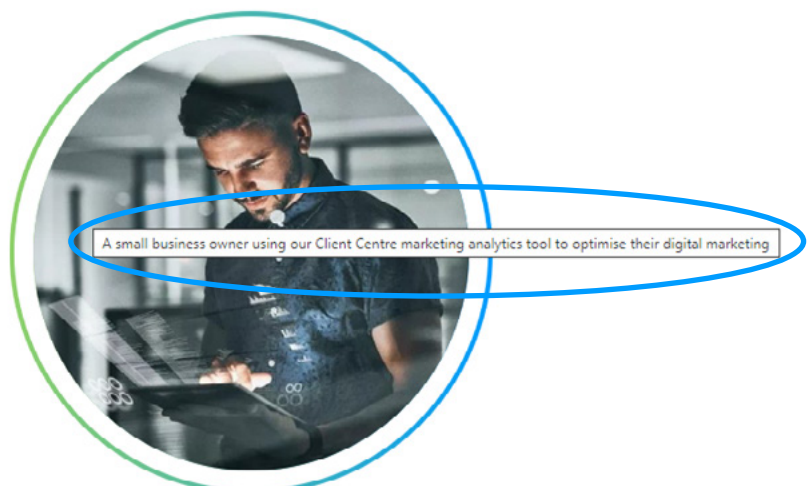 A small business owner using our Client Centre marketing analytics tool to optimise their digital marketing